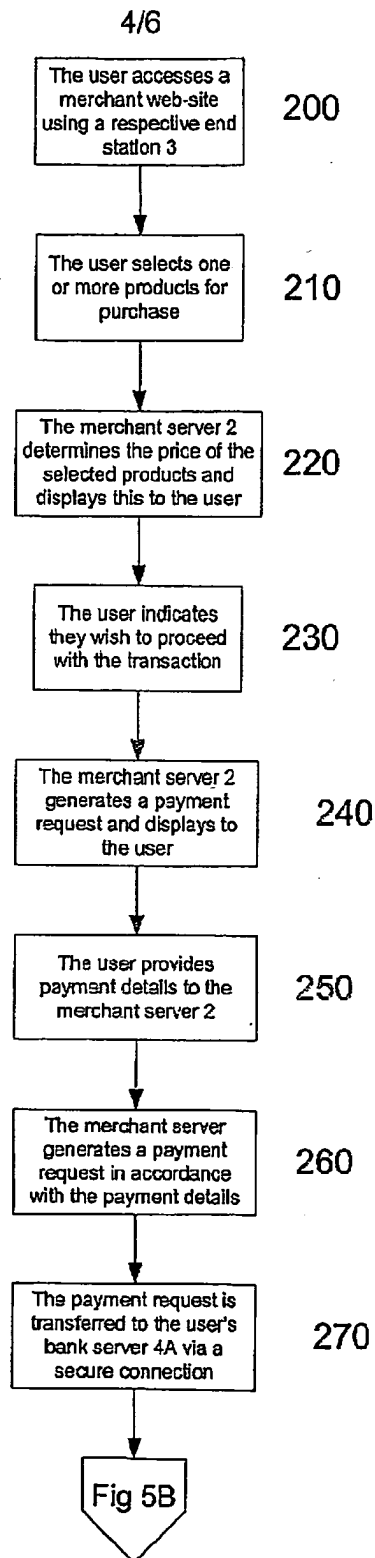 4/6
The user accesses a
merchant web-site
using a respective end
station 3
200
The user selects one
or more products for
purchase
210
The merchant server 2
determines the price of the
selected products and
displays this to the user
220
The user indicates
they wish to proceed
with the transaction
230
The merchant server 2
generates a payment
request and displays to
the user
240
The user provides
payment details to the
merchant server 2
250
The merchant server
generates a payment
request in accordance
with the payment details
260
The payment request is
transferred to the user's
bank server 4A via a
secure connection
270
Fig 5B